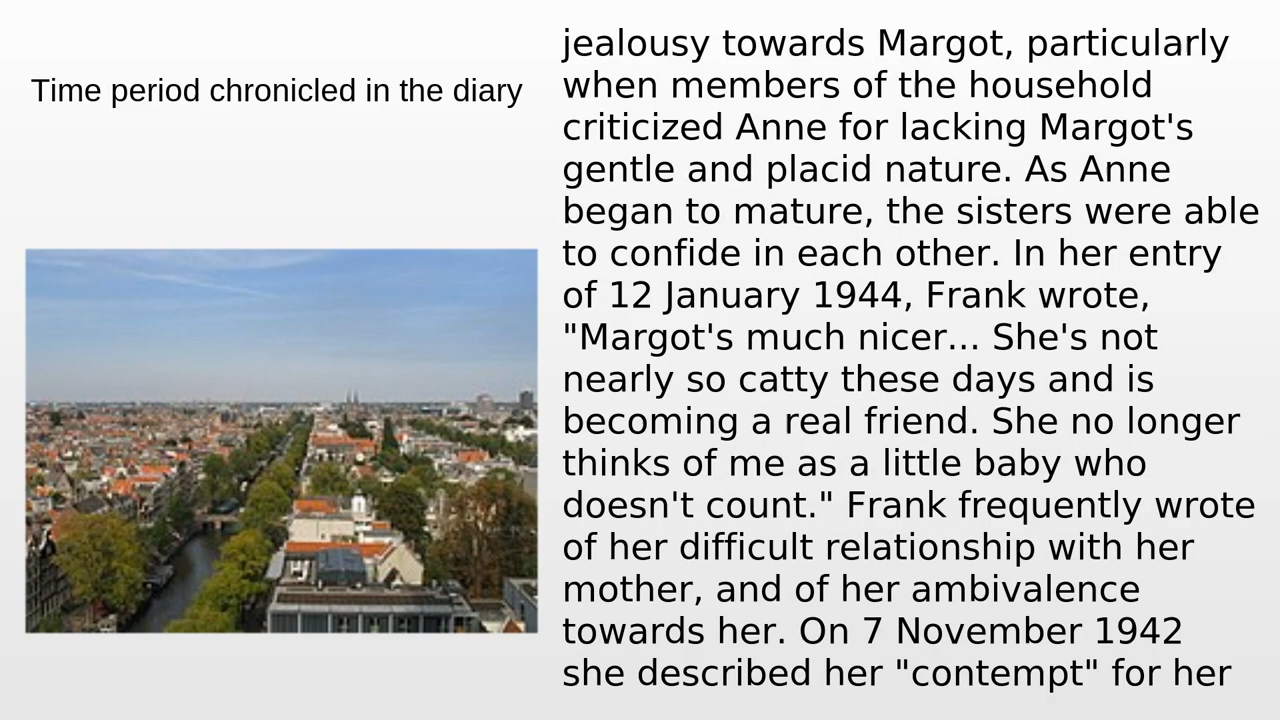 Time period chronicled in the diary
jealousy towards Margot, particularly
when members of the household
criticized Anne for lacking Margot's
gentle and placid nature. As Anne
began to mature, the sisters were able
to confide in each other. In her entry
of 12 January 1944, Frank wrote,
"Margot's much nicer... She's not
nearly so catty these days and is
becoming a real friend. She no longer
thinks of me as a little baby who
doesn't count." Frank frequently wrote
of her difficult relationship with her
mother, and of her ambivalence
towards her. On 7 November 1942
she described her "contempt" for her